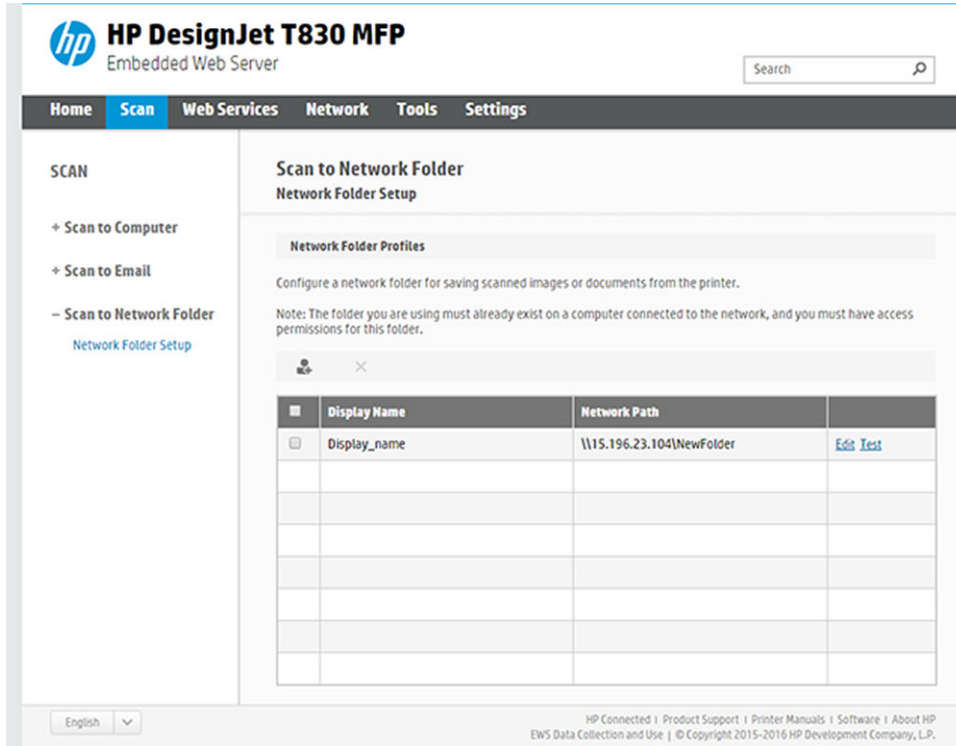 hp HP DesignJet T830 MFP
Embedded Web Server
Search
Home Scan Web Services Network Tools Settings
SCAN
+ Scan to Computer
+ Scan to Email
– Scan to Network Folder
Network Folder Setup
Scan to Network Folder
Network Folder Setup
Network Folder Profiles
Configure a network folder for saving scanned images or documents from the printer.
Note: The folder you are using must already exist on a computer connected to the network, and you must have access
permissions for this folder.
Display Name Network Path
Display_name \\15.196.23.104\NewFolder Edit Test
English
HP Connected | Product Support | Printer Manuals | Software | About HP
EWS Data Collection and Use | © Copyright 2015-2016 HP Development Company, L.P.